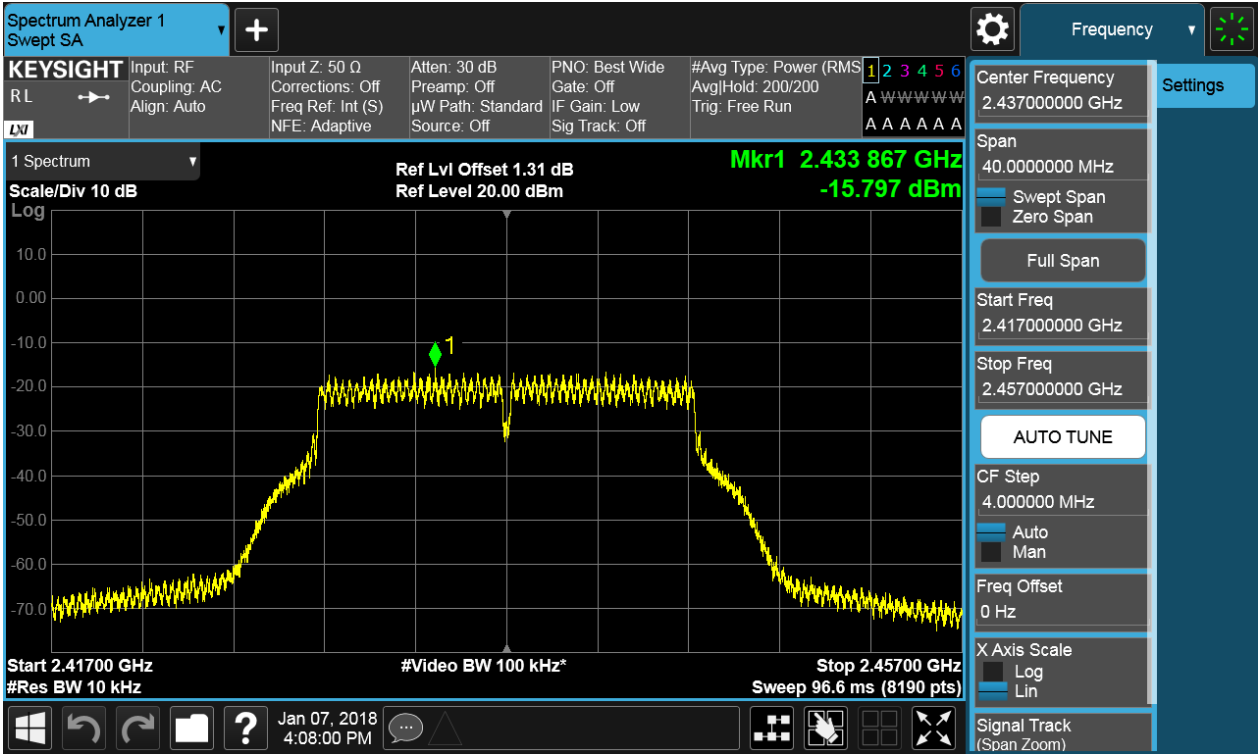 Spectrum Analyzer 1
Swept SA
Frequency
KEYSIGHT
R L
LXI
Input: RF
Coupling: AC
Align: Auto
Input Z: 50 Ω
Corrections: Off
Freq Ref: Int (S)
NFE: Adaptive
Atten: 30 dB
Preamp: Off
µW Path: Standard
Source: Off
PNO: Best Wide
Gate: Off
IF Gain: Low
Sig Track: Off
#Avg Type: Power (RMS
Avg|Hold: 200/200
Trig: Free Run
1 2 3 4 5 6
A W W W W W
A A A A A A
1 Spectrum
Scale/Div 10 dB
Log
Ref Lvl Offset 1.31 dB
Ref Level 20.00 dBm
Mkr1 2.433 867 GHz
-15.797 dBm
10.0
0.00
-10.0
-20.0
-30.0
-40.0
-50.0
-60.0
-70.0
1
Start 2.41700 GHz
#Res BW 10 kHz
#Video BW 100 kHz*
Stop 2.45700 GHz
Sweep 96.6 ms (8190 pts)
Jan 07, 2018
4:08:00 PM
Center Frequency
2.437000000 GHz
Span
40.0000000 MHz
Swept Span
Zero Span
Full Span
Start Freq
2.417000000 GHz
Stop Freq
2.457000000 GHz
AUTO TUNE
CF Step
4.000000 MHz
Auto
Man
Freq Offset
0 Hz
X Axis Scale
Log
Lin
Signal Track
(Span Zoom)
Settings